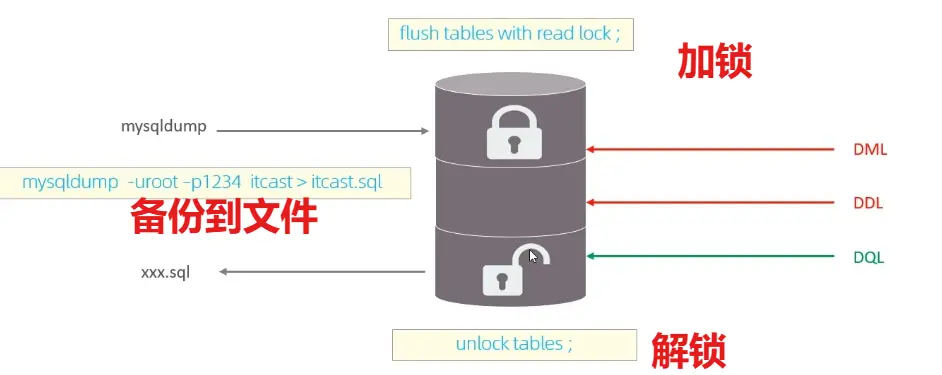 flush tables with read lock ;
加锁
mysqldump
DML
mysqldump -uroot -p1234 itcast > itcast.sql
备份到文件
DDL
DQL
xxx.sql
unlock tables ;
解锁